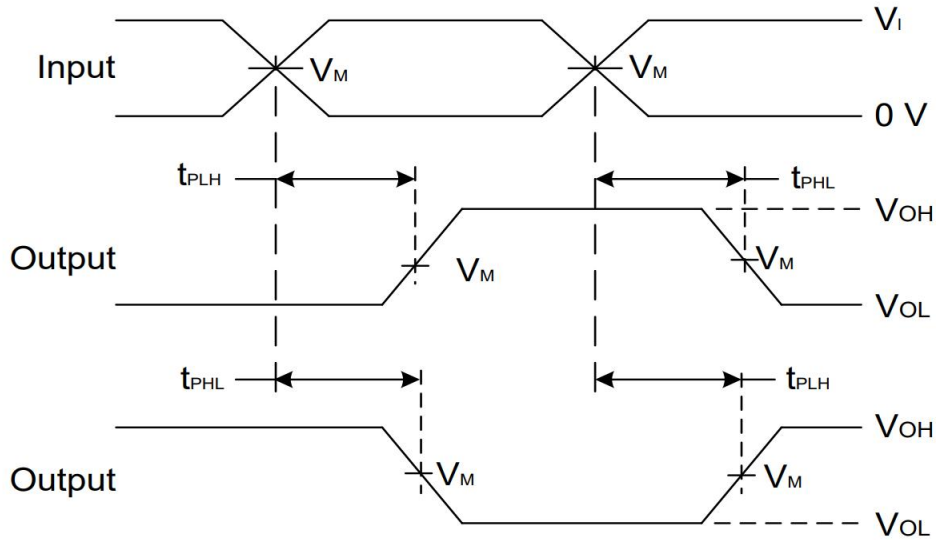 VI
Input
VM
VM
0 V
tPLH
tPHL
VOH
Output
VM
VM
VOL
tPHL
tPLH
VOH
VM
VM
Output
VOL